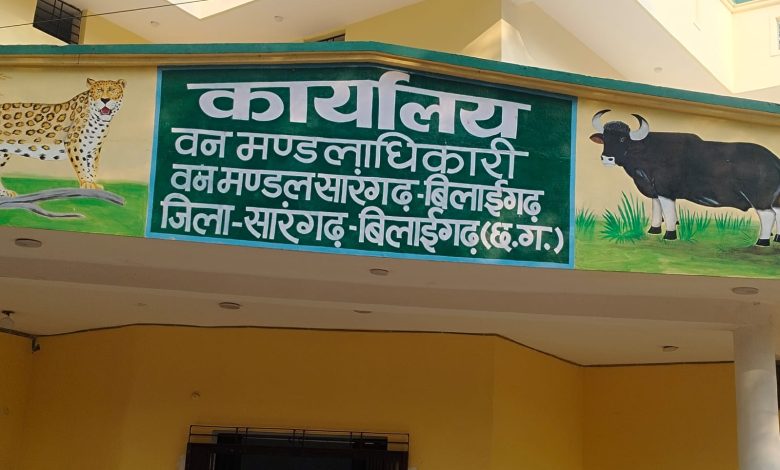 कार्यालय
वन मण्डलाधिकारी
वन मण्डल सारंगढ़-बिलाईगढ़
जिला-सारंगढ़-बिलाईगढ़(छ.ग.)